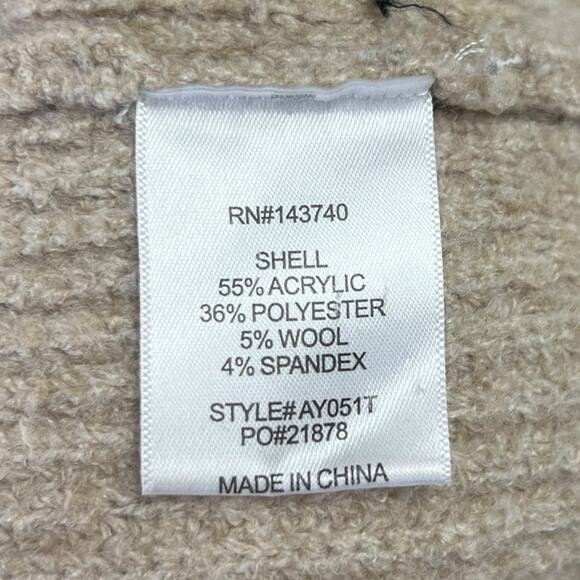 RN#143740
SHELL
55% ACRYLIC
36% POLYESTER
5% WOOL
4% SPANDEX
STYLE# AY051T
PO#21878
MADE IN CHINA